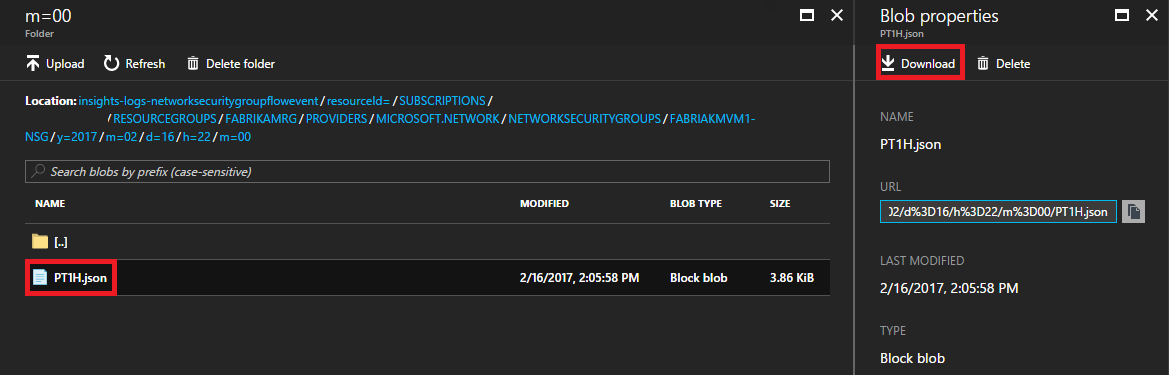 m=00
Folder
Upload Refresh Delete folder
Location: insights-logs-networksecuritygroupflowevent / resourceId= / SUBSCRIPTIONS /
/ RESOURCEGROUPS / FABRIKAMRG / PROVIDERS / MICROSOFT.NETWORK / NETWORKSECURITYGROUPS / FABRIAKMVM1-
NSG / y=2017 / m=02 / d=16 / h=22 / m=00
Search blobs by prefix (case-sensitive)
NAME MODIFIED BLOB TYPE SIZE
[..]
PT1H.json 2/16/2017, 2:05:58 PM Block blob 3.86 KiB
Blob properties
PT1H.json
Download Delete
NAME
PT1H.json
URL
02/d%3D16/h%3D22/m%3D00/PT1H.json
LAST MODIFIED
2/16/2017, 2:05:58 PM
TYPE
Block blob